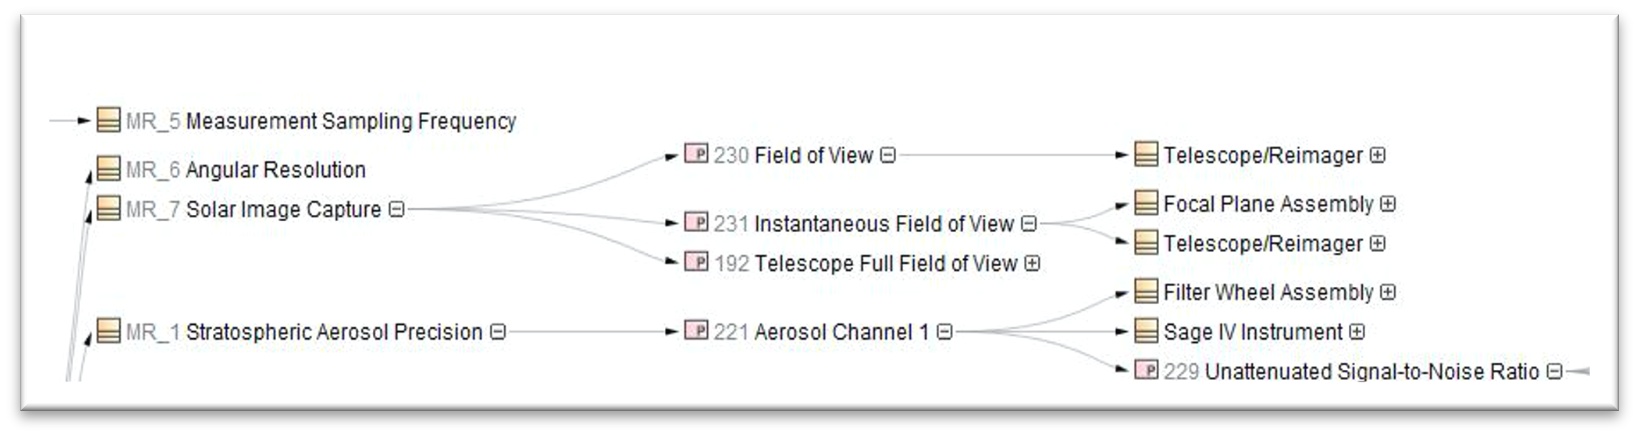 MR_5 Measurement Sampling Frequency
MR_6 Angular Resolution
MR_7 Solar Image Capture
P 230 Field of View
Telescope/Reimager
P 231 Instantaneous Field of View
Focal Plane Assembly
Telescope/Reimager
P 192 Telescope Full Field of View
MR_1 Stratospheric Aerosol Precision
P 221 Aerosol Channel 1
Filter Wheel Assembly
Sage IV Instrument
P 229 Unattenuated Signal-to-Noise Ratio